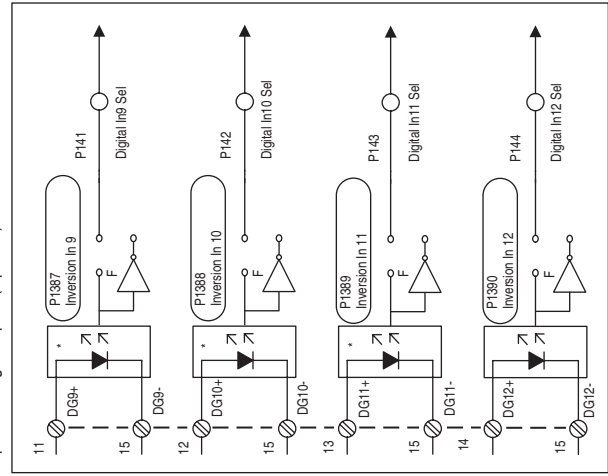 11
DG9+
15
DG9-
*
P1387
Inversion In 9
F
P141
Digital In9 Sel
12
DG10+
15
DG10-
*
P1388
Inversion In 10
F
P142
Digital In10 Sel
13
DG11+
15
DG11-
*
P1389
Inversion In 11
F
P143
Digital In11 Sel
14
DG12+
15
DG12-
P1390
Inversion In 12
F
P144
Digital In12 Sel